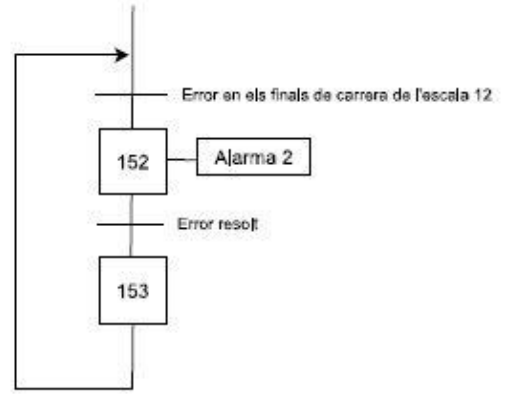 Error en els finals de carrera de l'escala 12
152
Alarma 2
Error resolt
153